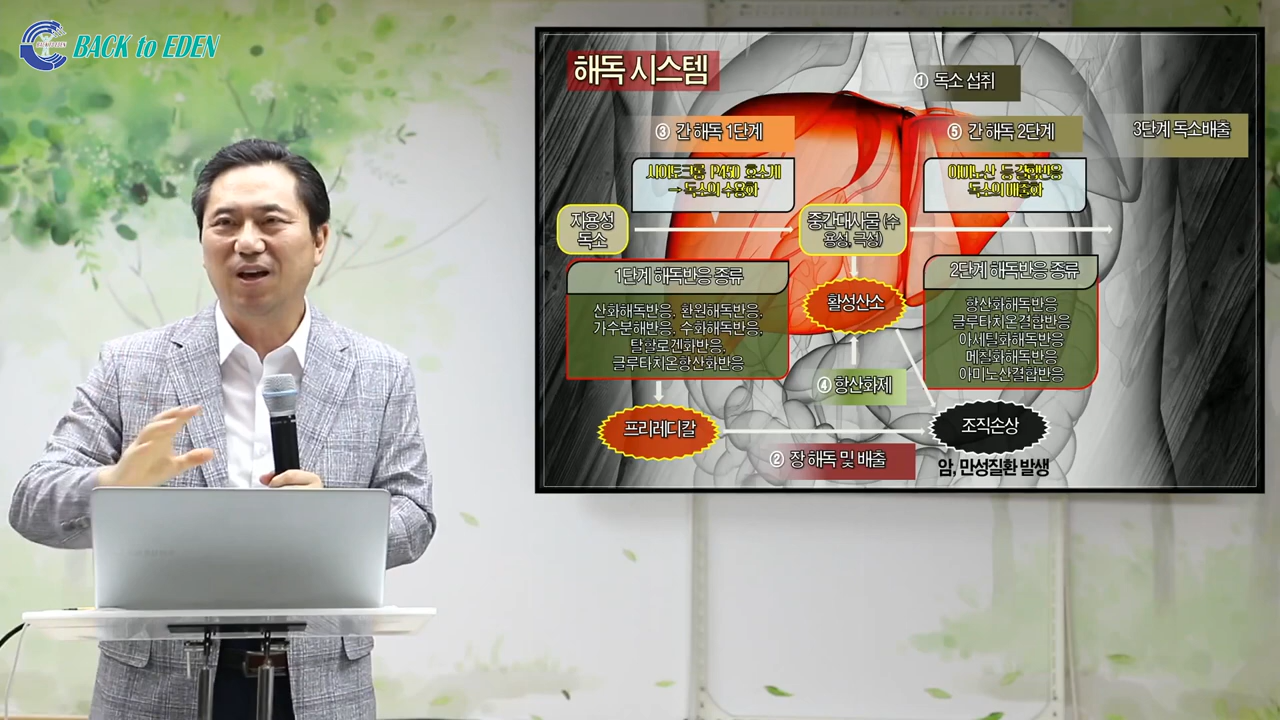 BACK to EDEN
해독 시스템
① 독소 섭취
③ 간 해독 1단계
⑤ 간 해독 2단계
3단계 독소배출
사이토크롬 P450 효소계
→ 독소의 수용화
아미노산 등 결합반응
독소의 배출화
지용성
독소
중간대사물 (수
용성, 극성)
1단계 해독반응 종류
산화해독반응, 환원해독반응,
가수분해반응, 수화해독반응,
탈할로겐화반응,
글루타치온항산화반응
활성산소
2단계 해독반응 종류
항산화해독반응
글루타치온결합반응
아세틸화해독반응
메칠화해독반응
아미노산결합반응
④ 항산화제
프리레디칼
조직손상
② 장 해독 및 배출
암, 만성질환 발생